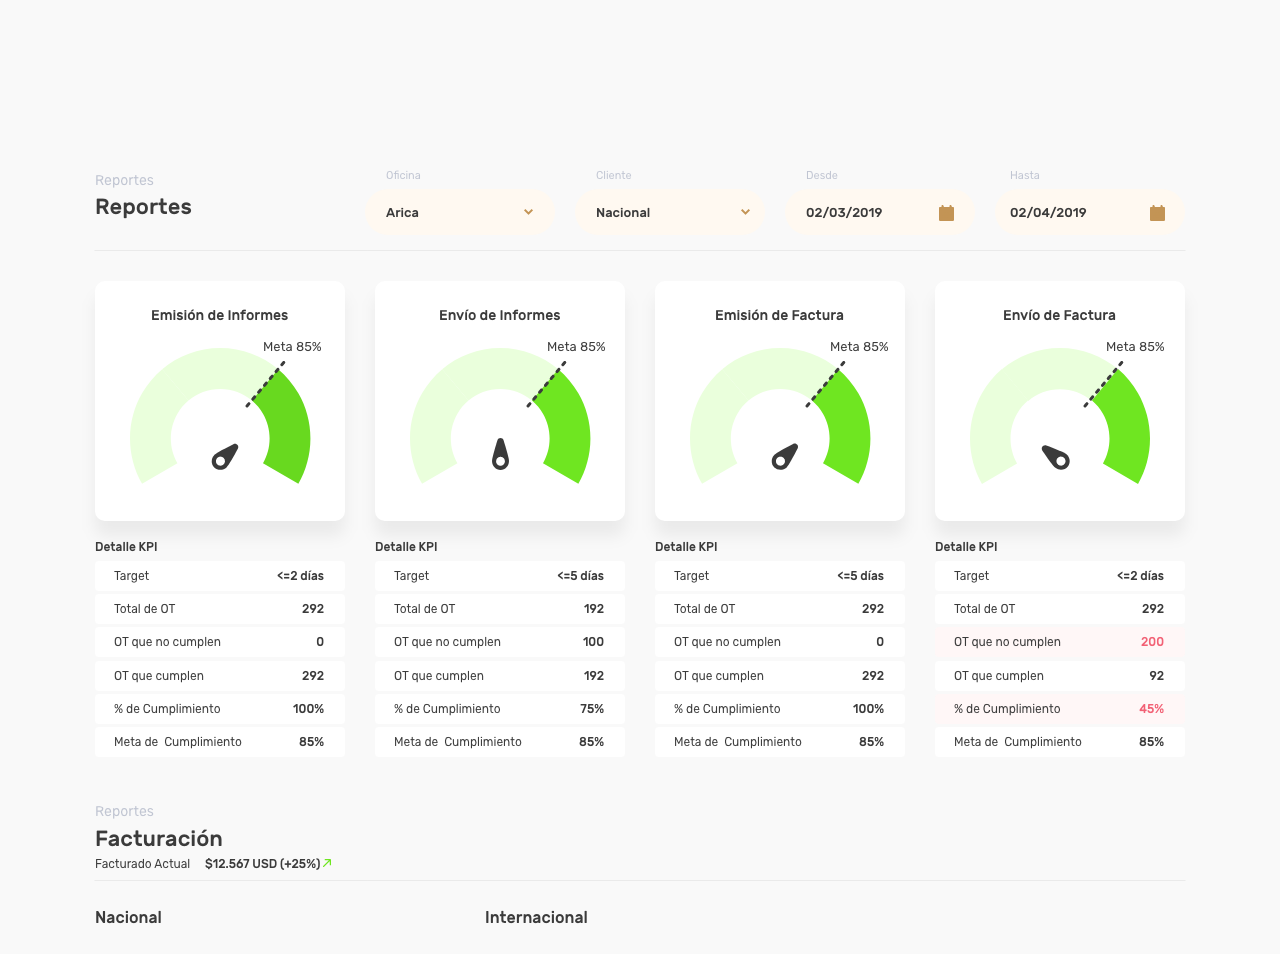 Reportes
Reportes
Oficina
Arica
Cliente
Nacional
Desde
02/03/2019
Hasta
02/04/2019
Emisión de Informes
Meta 85%
Envío de Informes
Meta 85%
Emisión de Factura
Meta 85%
Envío de Factura
Meta 85%
Detalle KPI
Target <=2 días
Total de OT 292
OT que no cumplen 0
OT que cumplen 292
% de Cumplimiento 100%
Meta de  Cumplimiento 85%
Detalle KPI
Target <=5 días
Total de OT 192
OT que no cumplen 100
OT que cumplen 192
% de Cumplimiento 75%
Meta de  Cumplimiento 85%
Detalle KPI
Target <=5 días
Total de OT 292
OT que no cumplen 0
OT que cumplen 292
% de Cumplimiento 100%
Meta de  Cumplimiento 85%
Detalle KPI
Target <=2 días
Total de OT 292
OT que no cumplen 200
OT que cumplen 92
% de Cumplimiento 45%
Meta de  Cumplimiento 85%
Reportes
Facturación
Facturado Actual $12.567 USD (+25%)
Nacional
Internacional